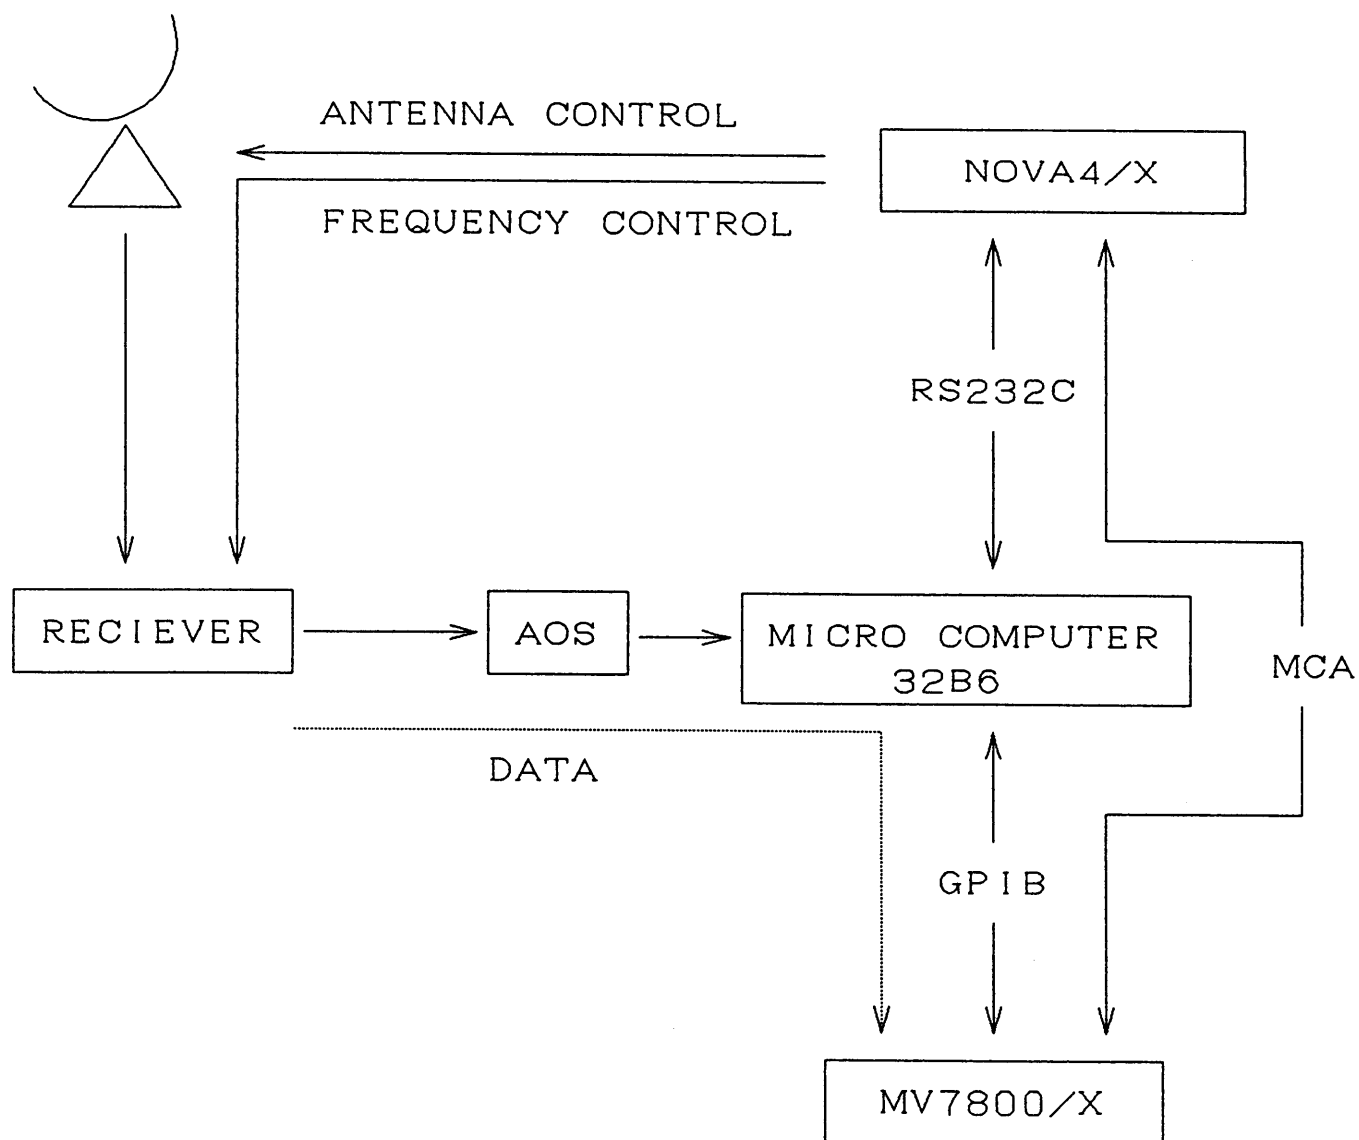 ANTENNA CONTROL
NOVA4/X
FREQUENCY CONTROL
RS232C
RECIEVER
AOS
MICRO COMPUTER
32B6
MCA
DATA
GPIB
MV7800/X